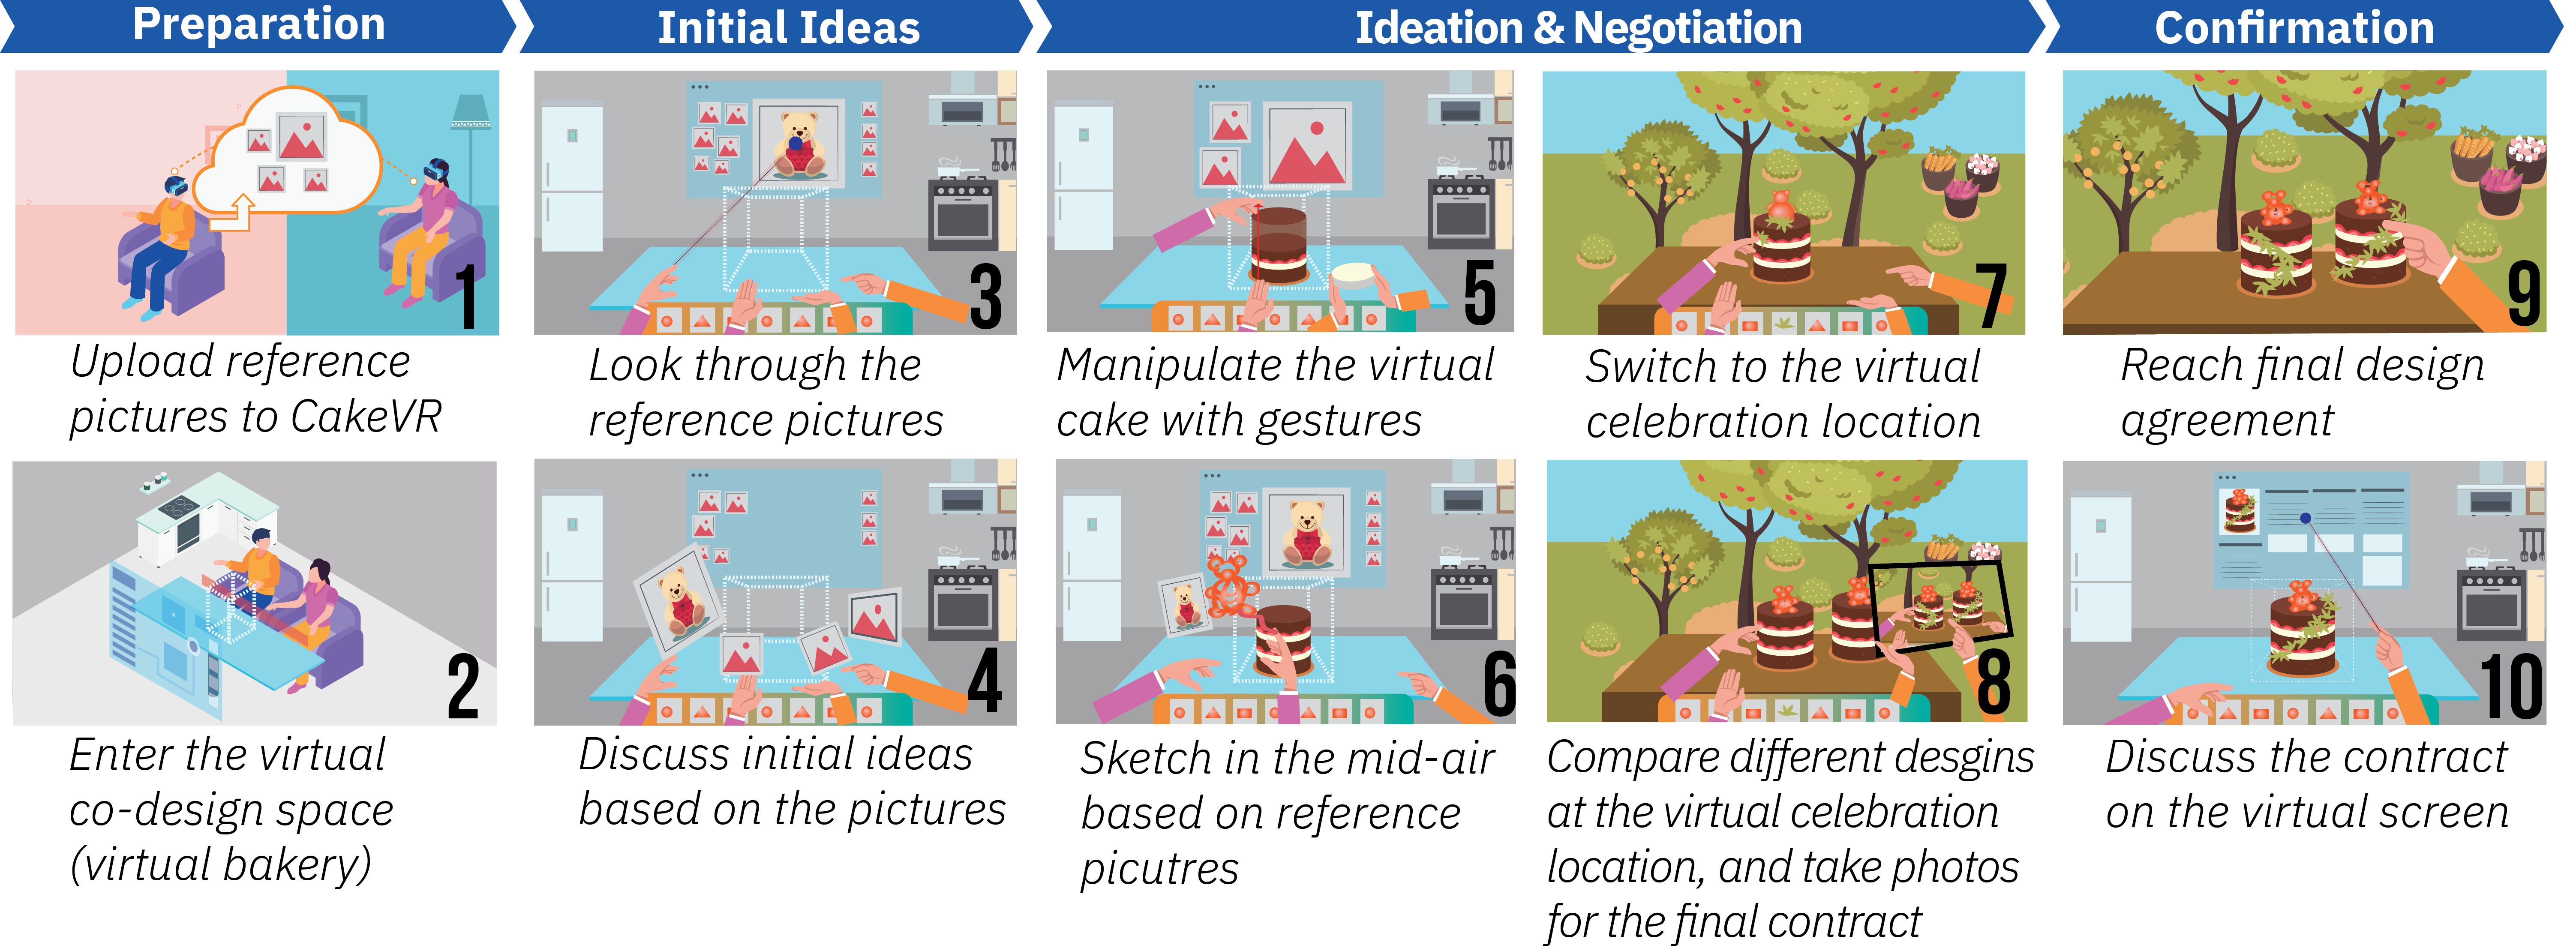 Preparation
Initial Ideas
Ideation & Negotiation
Confirmation
1
Upload reference
pictures to CakeVR
2
Enter the virtual
co-design space
(virtual bakery)
3
Look through the
reference pictures
4
Discuss initial ideas
based on the pictures
5
Manipulate the virtual
cake with gestures
6
Sketch in the mid-air
based on reference
picutres
7
Switch to the virtual
celebration location
8
Compare different desgins
at the virtual celebration
location, and take photos
for the final contract
9
Reach final design
agreement
10
Discuss the contract
on the virtual screen